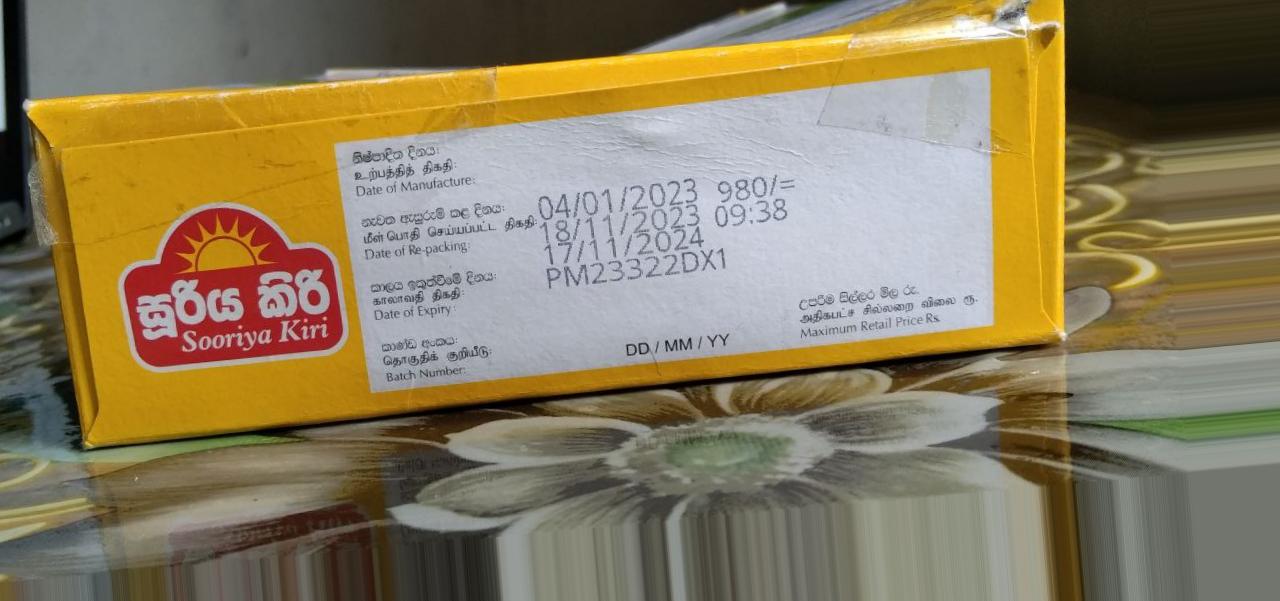 සූරිය කිරි
Sooriya Kiri
නිෂ්පාදිත දිනය:
உற்பத்தித் திகதி:
Date of Manufacture:
නැවත ඇසුරුම් කළ දිනය:
மீள் பொதி செய்யப்பட்ட திகதி:
Date of Re-packing:
කාලය ඉකුත්වීමේ දිනය:
காலாவதி திகதி:
Date of Expiry:
කාණ්ඩ අංකය:
தொகுதிக் குறியீடு:
Batch Number:
04/01/2023 980/=
18/11/2023 09:38
17/11/2024
PM23322DX1
DD / MM / YY
උපරිම සිල්ලර මිල රු.
அதிகபட்ச சில்லறை விலை ரூ.
Maximum Retail Price Rs.